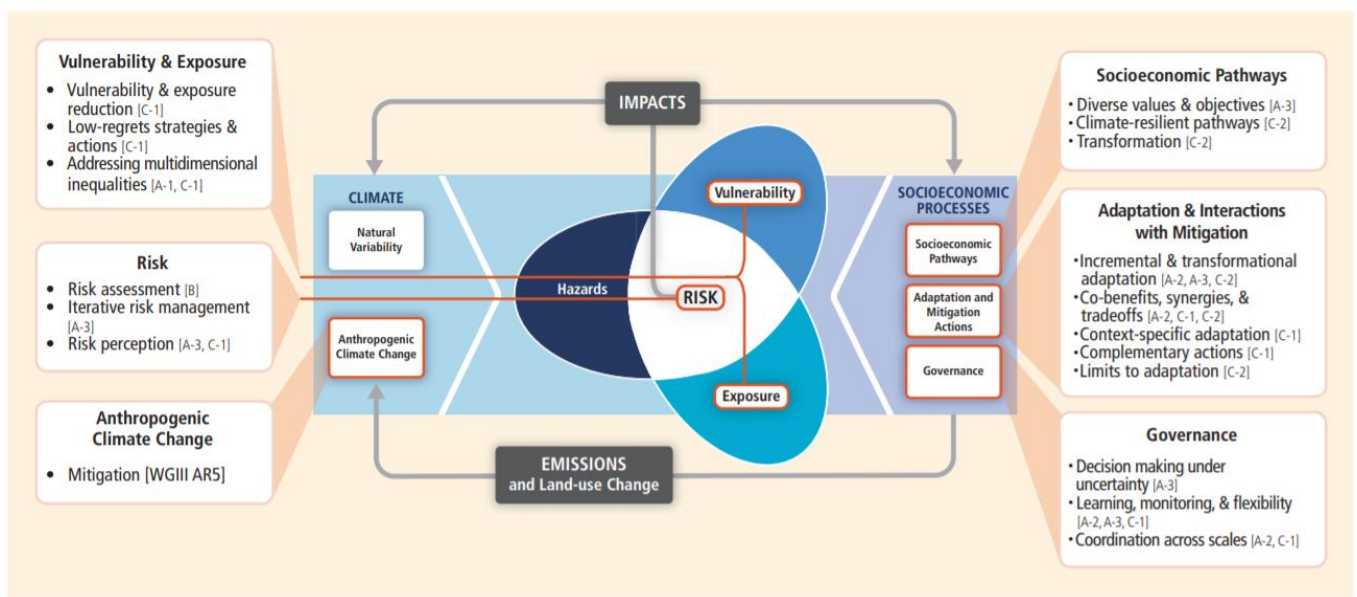 Vulnerability & Exposure
• Vulnerability & exposure
reduction [C-1]
• Low-regrets strategies &
actions [C-1]
• Addressing multidimensional
inequalities [A-1, C-1]
Risk
• Risk assessment [B]
• Iterative risk management
[A-3]
• Risk perception [A-3, C-1]
Anthropogenic
Climate Change
• Mitigation [WGIII AR5]
IMPACTS
CLIMATE
Natural
Variability
Anthropogenic
Climate Change
Hazards
Vulnerability
RISK
Exposure
EMISSIONS
and Land-use Change
SOCIOECONOMIC
PROCESSES
Socioeconomic
Pathways
Adaptation and
Mitigation
Actions
Governance
Socioeconomic Pathways
• Diverse values & objectives [A-3]
• Climate-resilient pathways [C-2]
• Transformation [C-2]
Adaptation & Interactions
with Mitigation
• Incremental & transformational
adaptation [A-2, A-3, C-2]
• Co-benefits, synergies, &
tradeoffs [A-2, C-1, C-2]
• Context-specific adaptation [C-1]
• Complementary actions [C-1]
• Limits to adaptation [C-2]
Governance
• Decision making under
uncertainty [A-3]
• Learning, monitoring, & flexibility
[A-2, A-3, C-1]
• Coordination across scales [A-2, C-1]